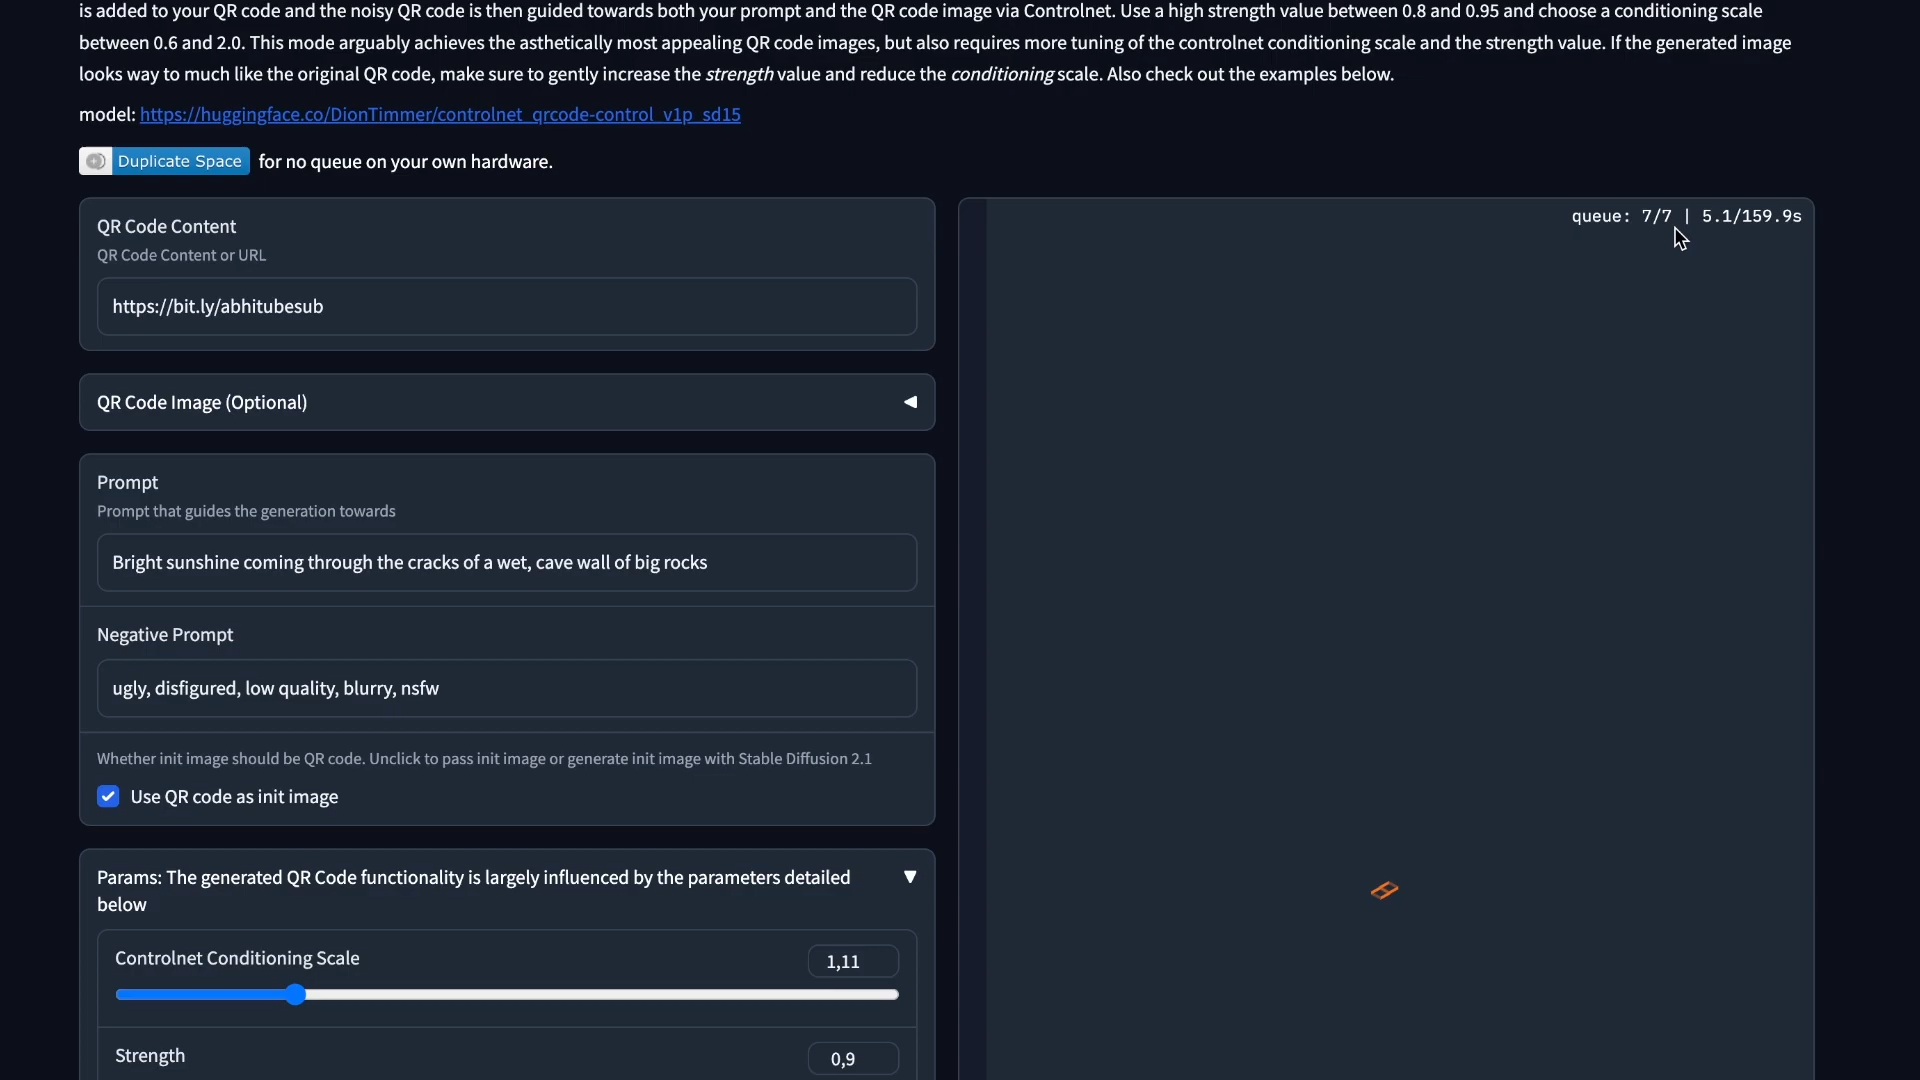 is added to your QR code and the noisy QR code is then guided towards both your prompt and the QR code image via Controlnet. Use a high strength value between 0.8 and 0.95 and choose a conditioning scale
between 0.6 and 2.0. This mode arguably achieves the asthetically most appealing QR code images, but also requires more tuning of the controlnet conditioning scale and the strength value. If the generated image
looks way to much like the original QR code, make sure to gently increase the strength value and reduce the conditioning scale. Also check out the examples below.
model: https://huggingface.co/DionTimmer/controlnet_qrcode-control_v1p_sd15
Duplicate Space for no queue on your own hardware.
queue: 7/7 | 5.1/159.9s
QR Code Content
QR Code Content or URL
https://bit.ly/abhitubesub
QR Code Image (Optional)
Prompt
Prompt that guides the generation towards
Bright sunshine coming through the cracks of a wet, cave wall of big rocks
Negative Prompt
ugly, disfigured, low quality, blurry, nsfw
Whether init image should be QR code. Unclick to pass init image or generate init image with Stable Diffusion 2.1
Use QR code as init image
Params: The generated QR Code functionality is largely influenced by the parameters detailed
below
Controlnet Conditioning Scale 1,11
Strength 0,9